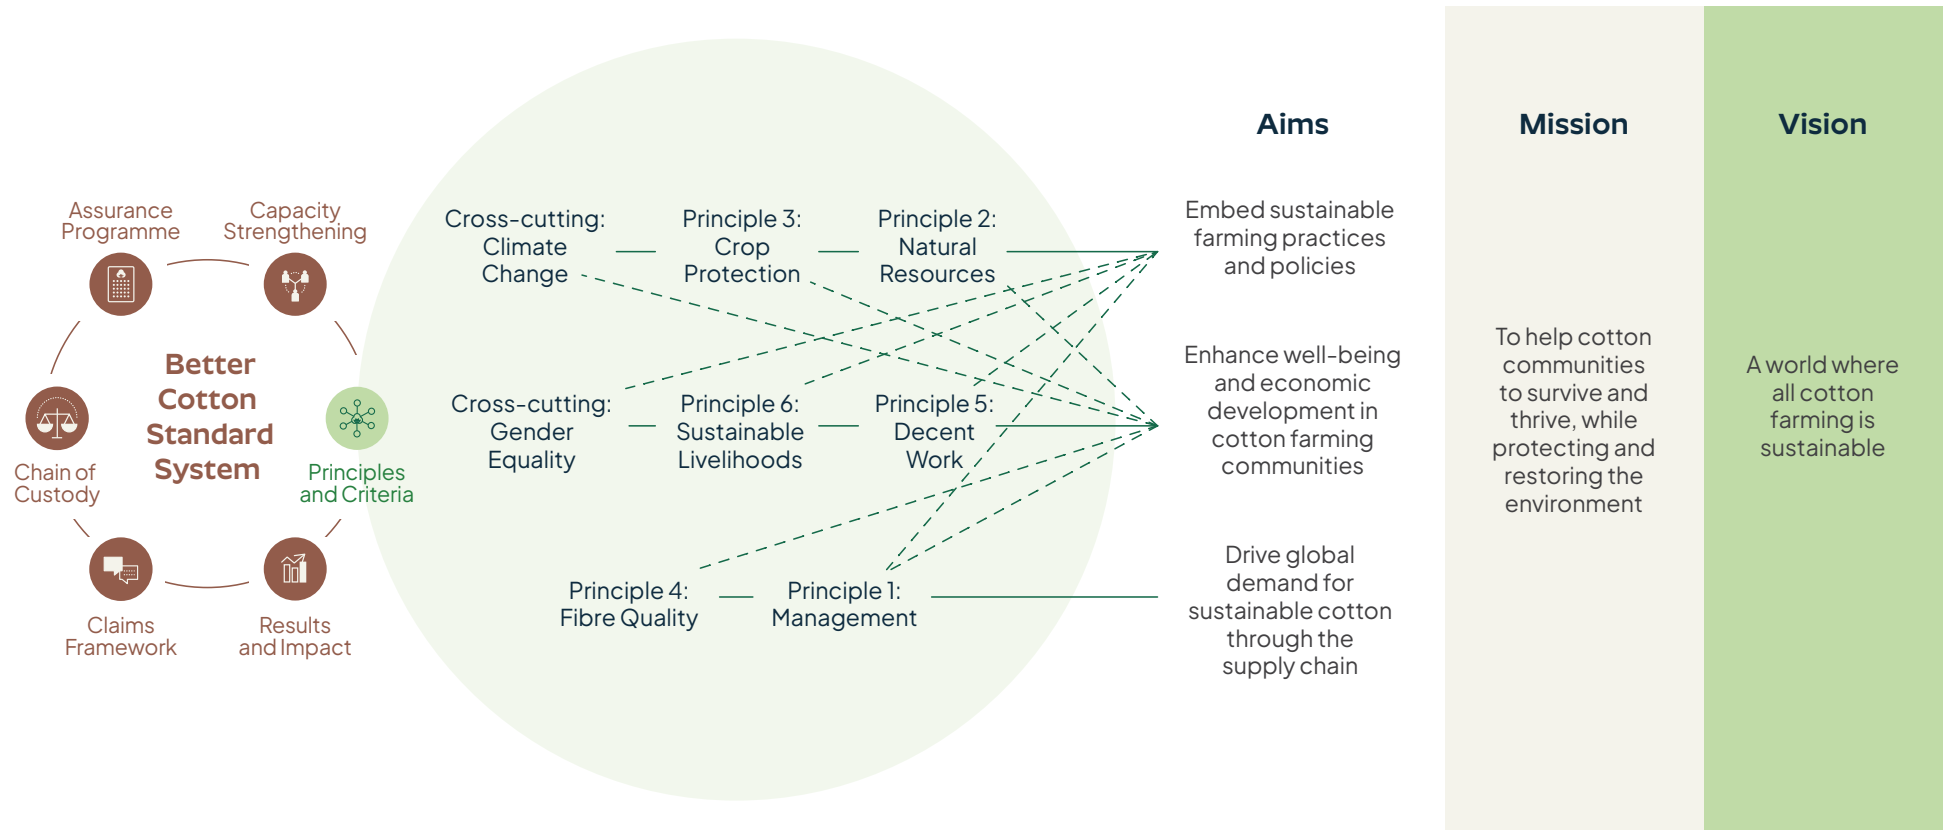 Assurance
Programme
Capacity
Strengthening
Better
Cotton
Standard
System
Chain of
Custody
Principles
and Criteria
Claims
Framework
Results
and Impact
Cross-cutting:
Climate
Change
Principle 3:
Crop
Protection
Principle 2:
Natural
Resources
Cross-cutting:
Gender
Equality
Principle 6:
Sustainable
Livelihoods
Principle 5:
Decent
Work
Principle 4:
Fibre Quality
Principle 1:
Management
Aims
Embed sustainable
farming practices
and policies
Enhance well-being
and economic
development in
cotton farming
communities
Drive global
demand for
sustainable cotton
through the
supply chain
Mission
To help cotton
communities
to survive and
thrive, while
protecting and
restoring the
environment
Vision
A world where
all cotton
farming is
sustainable